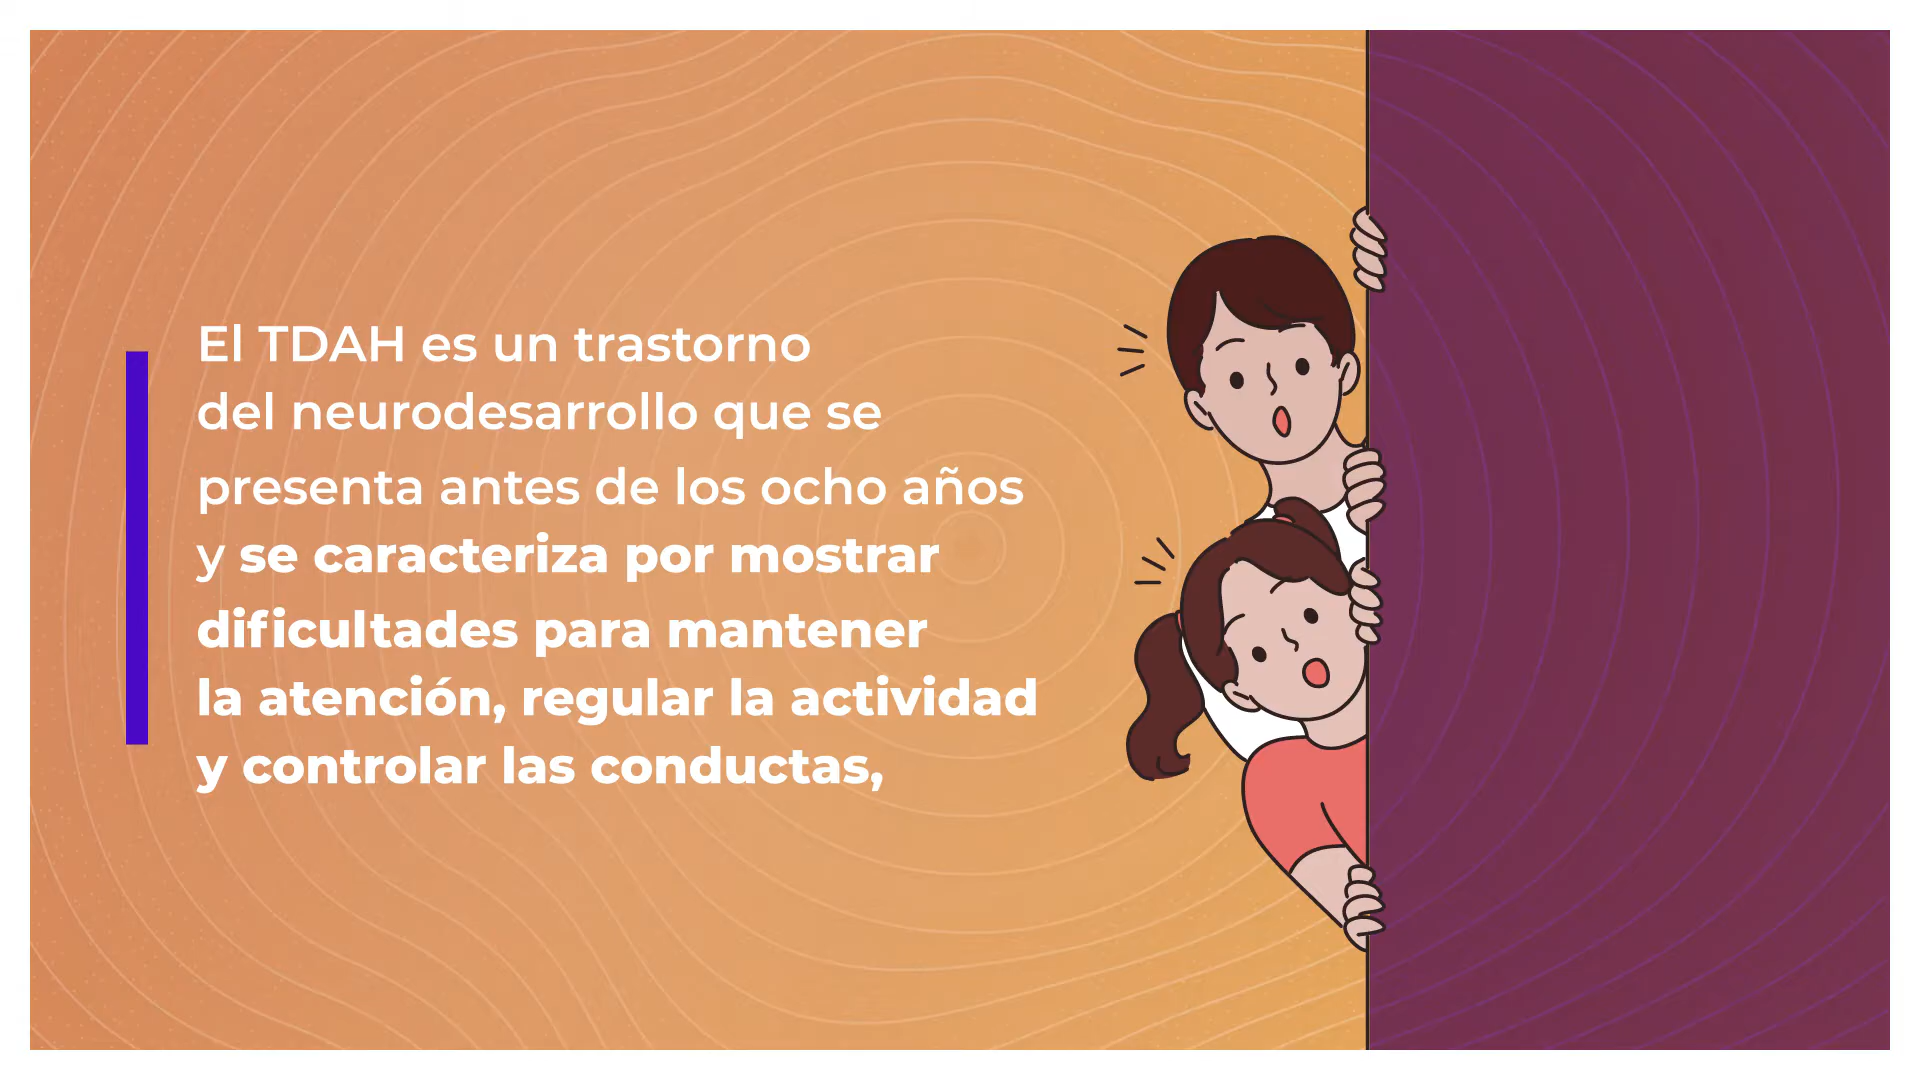 El TDAH es un trastorno
del neurodesarrollo que se
presenta antes de los ocho años
y se caracteriza por mostrar
dificultades para mantener
la atención, regular la actividad
y controlar las conductas,